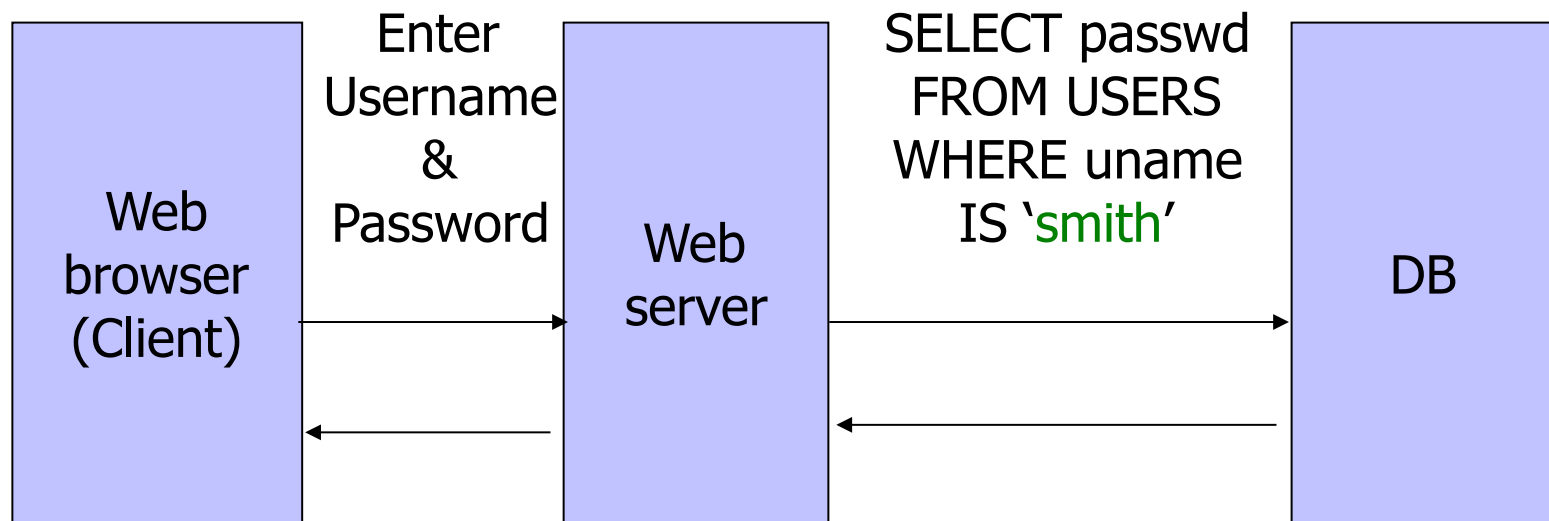 Web
browser
(Client)
Enter
Username
&
Password
Web
server
SELECT passwd
FROM USERS
WHERE uname
IS ‘smith’
DB